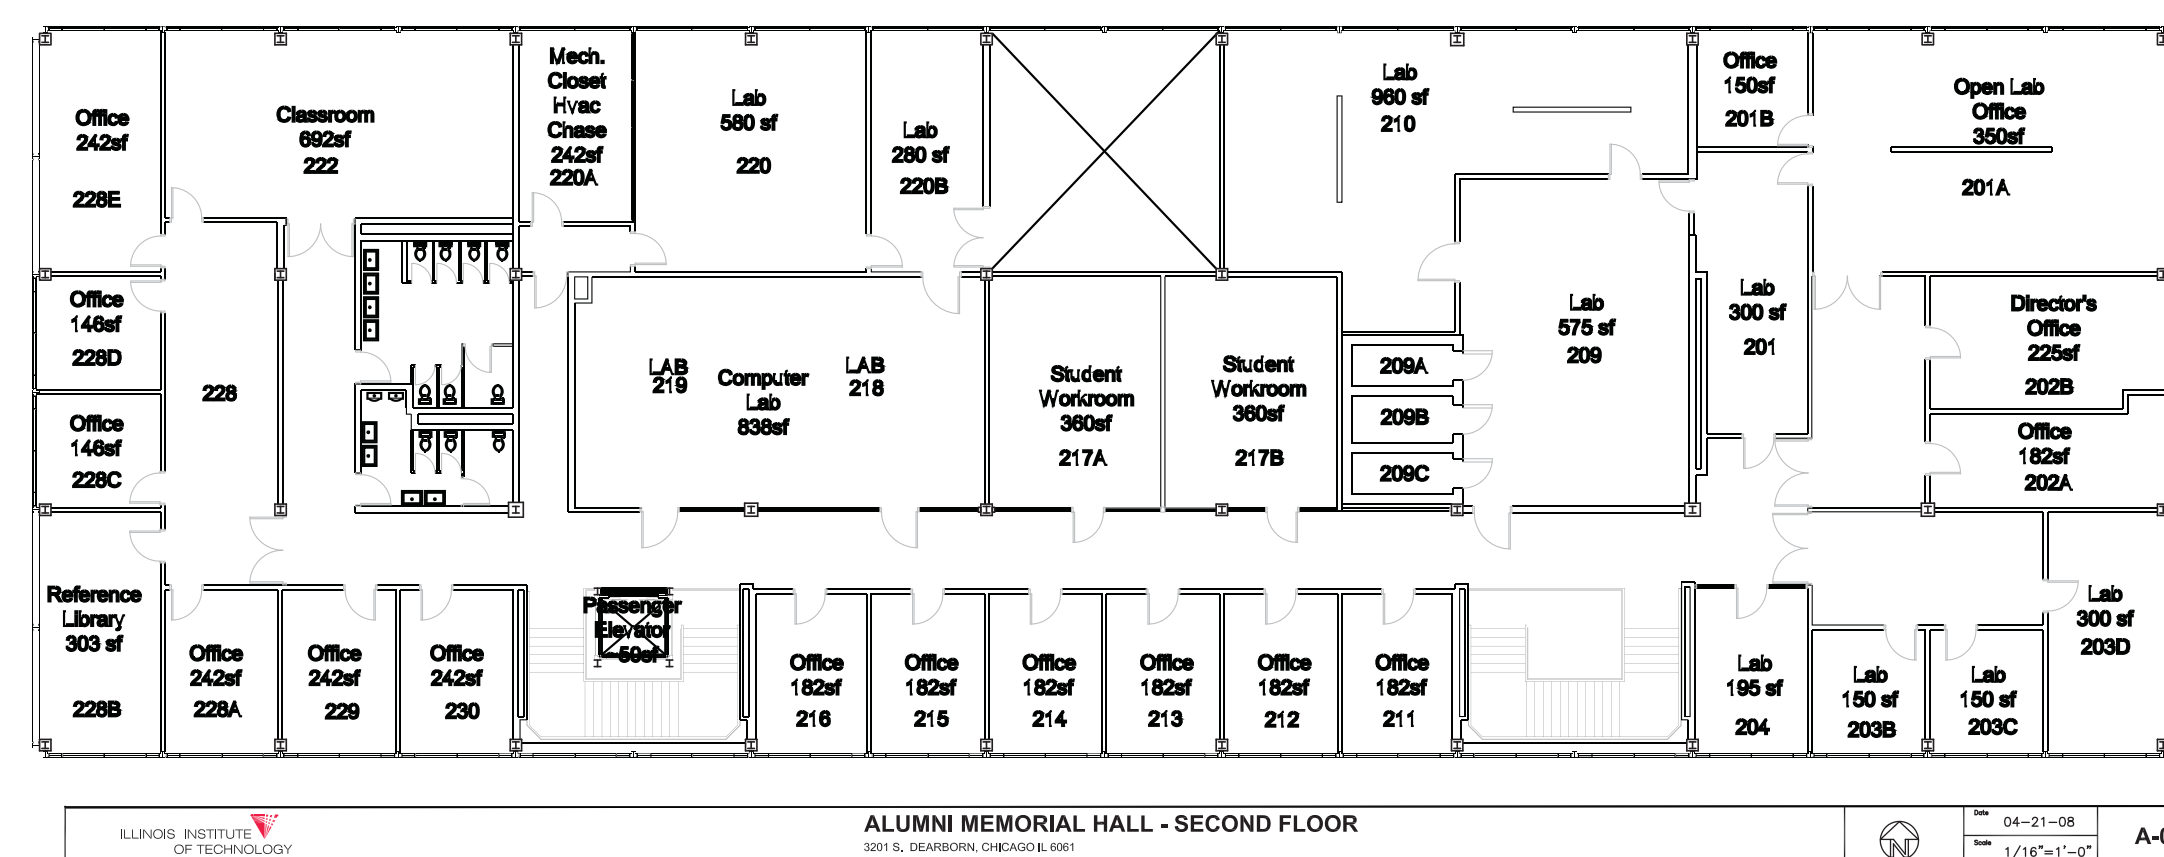 Office
242sf
228E
Classroom
692sf
222
Mech.
Closet
Hvac
Chase
242sf
220A
Lab
580 sf
220
Lab
280 sf
220B
Lab
960 sf
210
Office
150sf
201B
Open Lab
Office
350sf
201A
Office
146sf
228D
Office
146sf
228C
228
LAB
219
Computer
Lab
838sf
LAB
218
Student
Workroom
360sf
217A
Student
Workroom
360sf
217B
209A
209B
209C
Lab
575 sf
209
Lab
300 sf
201
Director's
Office
225sf
202B
Office
182sf
202A
Reference
Library
303 sf
228B
Office
242sf
228A
Office
242sf
229
Office
242sf
230
Passenger
Elevator
Office
182sf
216
Office
182sf
215
Office
182sf
214
Office
182sf
213
Office
182sf
212
Office
182sf
211
Lab
195 sf
204
Lab
150 sf
203B
Lab
150 sf
203C
Lab
300 sf
203D
ILLINOIS INSTITUTE
OF TECHNOLOGY
ALUMNI MEMORIAL HALL - SECOND FLOOR
3201 S. DEARBORN, CHICAGO IL 6061
N
Date
04-21-08
Scale
1/16"=1'-0"